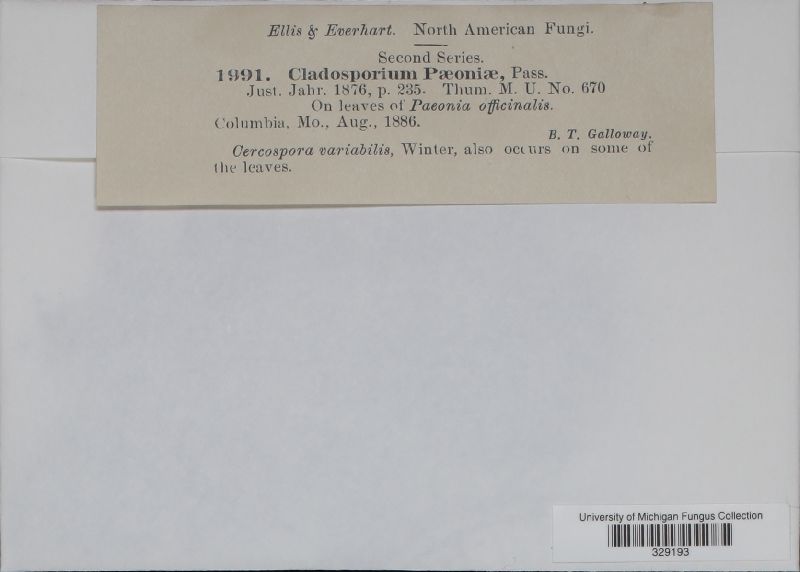 Ellis & Everhart. North American Fungi.
Second Series.
1991. Cladosporium Pæoniæ, Pass.
Just. Jahr. 1876, p. 235. Thum. M. U. No. 670
On leaves of Paeonia officinalis.
Columbia, Mo., Aug., 1886.
B. T. Galloway.
Cercospora variabilis, Winter, also occurs on some of
the leaves.
University of Michigan Fungus Collection
329193